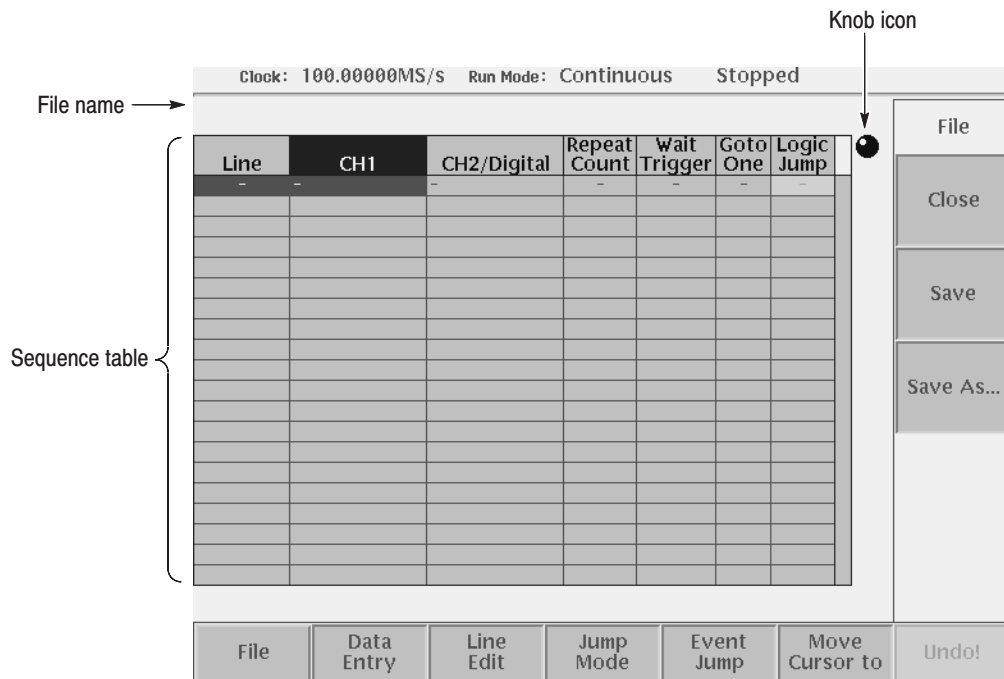 Knob icon
Clock: 100.00000MS/s Run Mode: Continuous Stopped
File name
File
Line CH1 CH2/Digital Repeat Count Wait Trigger Goto One Logic Jump
- - - - - - -
Close
Save
Sequence table
Save As...
File Data Entry Line Edit Jump Mode Event Jump Move Cursor to Undo!